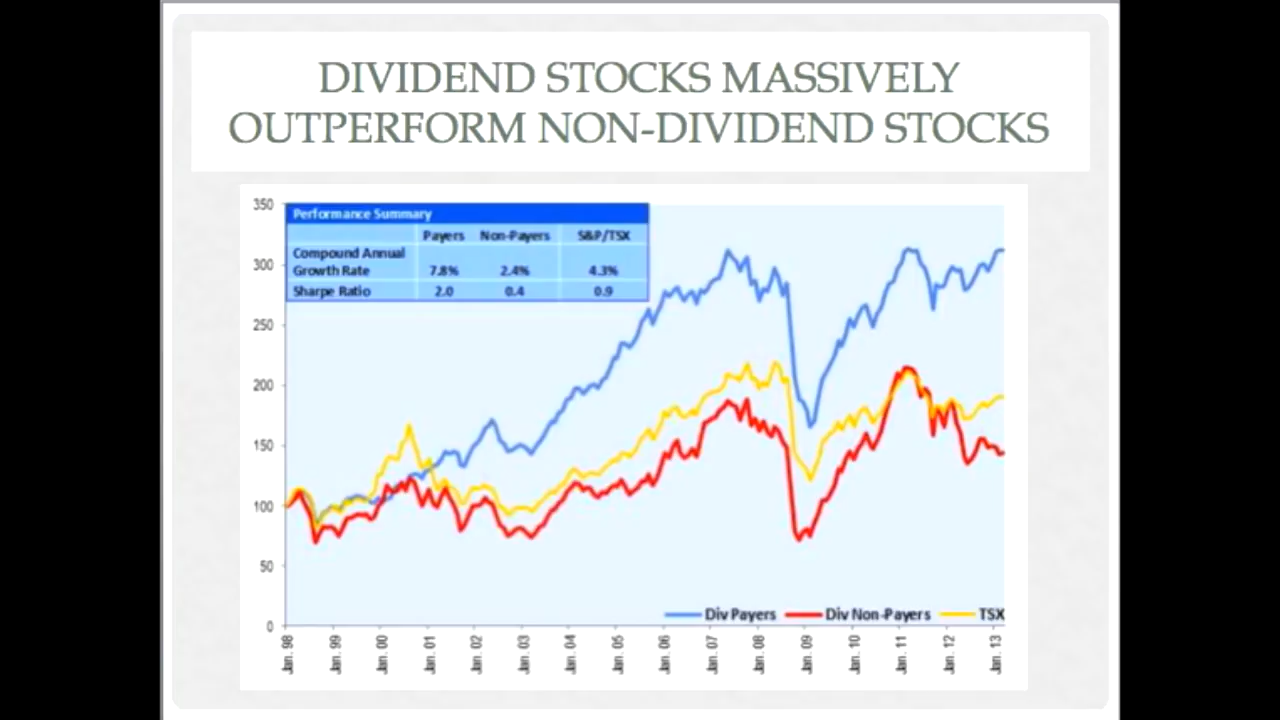 DIVIDEND STOCKS MASSIVELY
OUTPERFORM NON-DIVIDEND STOCKS
Performance Summary
Payers Non-Payers S&P/TSX
Compound Annual
Growth Rate 7.8% 2.4% 4.3%
Sharpe Ratio 2.0 0.4 0.9
350
300
250
200
150
100
50
0
Div Payers Div Non-Payers TSX
Jan. 98
Jan. 99
Jan. 00
Jan. 01
Jan. 02
Jan. 03
Jan. 04
Jan. 05
Jan. 06
Jan. 07
Jan. 08
Jan. 09
Jan. 10
Jan. 11
Jan. 12
Jan. 13